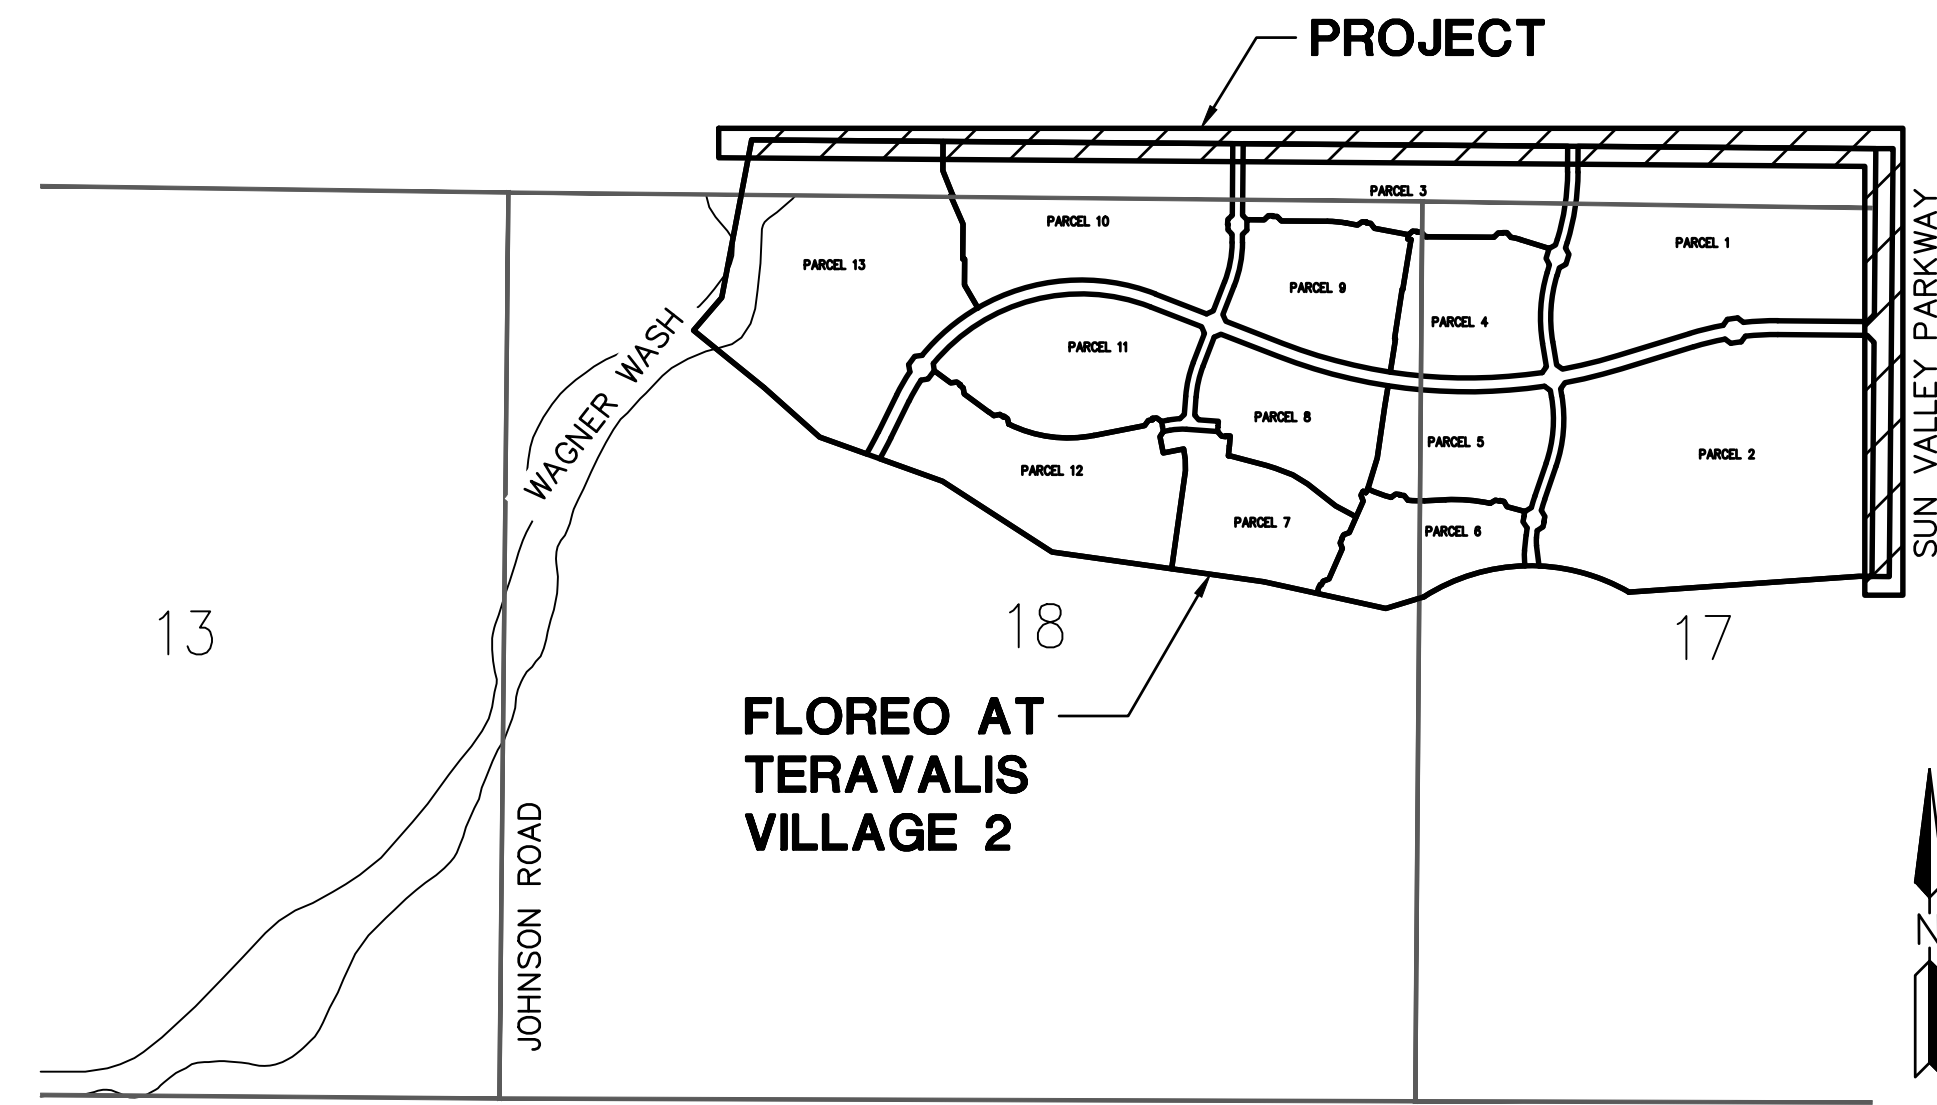 PROJECT
PARCEL 3
PARCEL 10
PARCEL 1
PARCEL 13
PARCEL 9
PARCEL 4
PARCEL 11
SUN VALLEY PARKWAY
WAGNER WASH
PARCEL 8
PARCEL 5
PARCEL 2
PARCEL 12
PARCEL 7
PARCEL 6
13
18
17
FLOREO AT
TERAVALIS
VILLAGE 2
JOHNSON ROAD
N